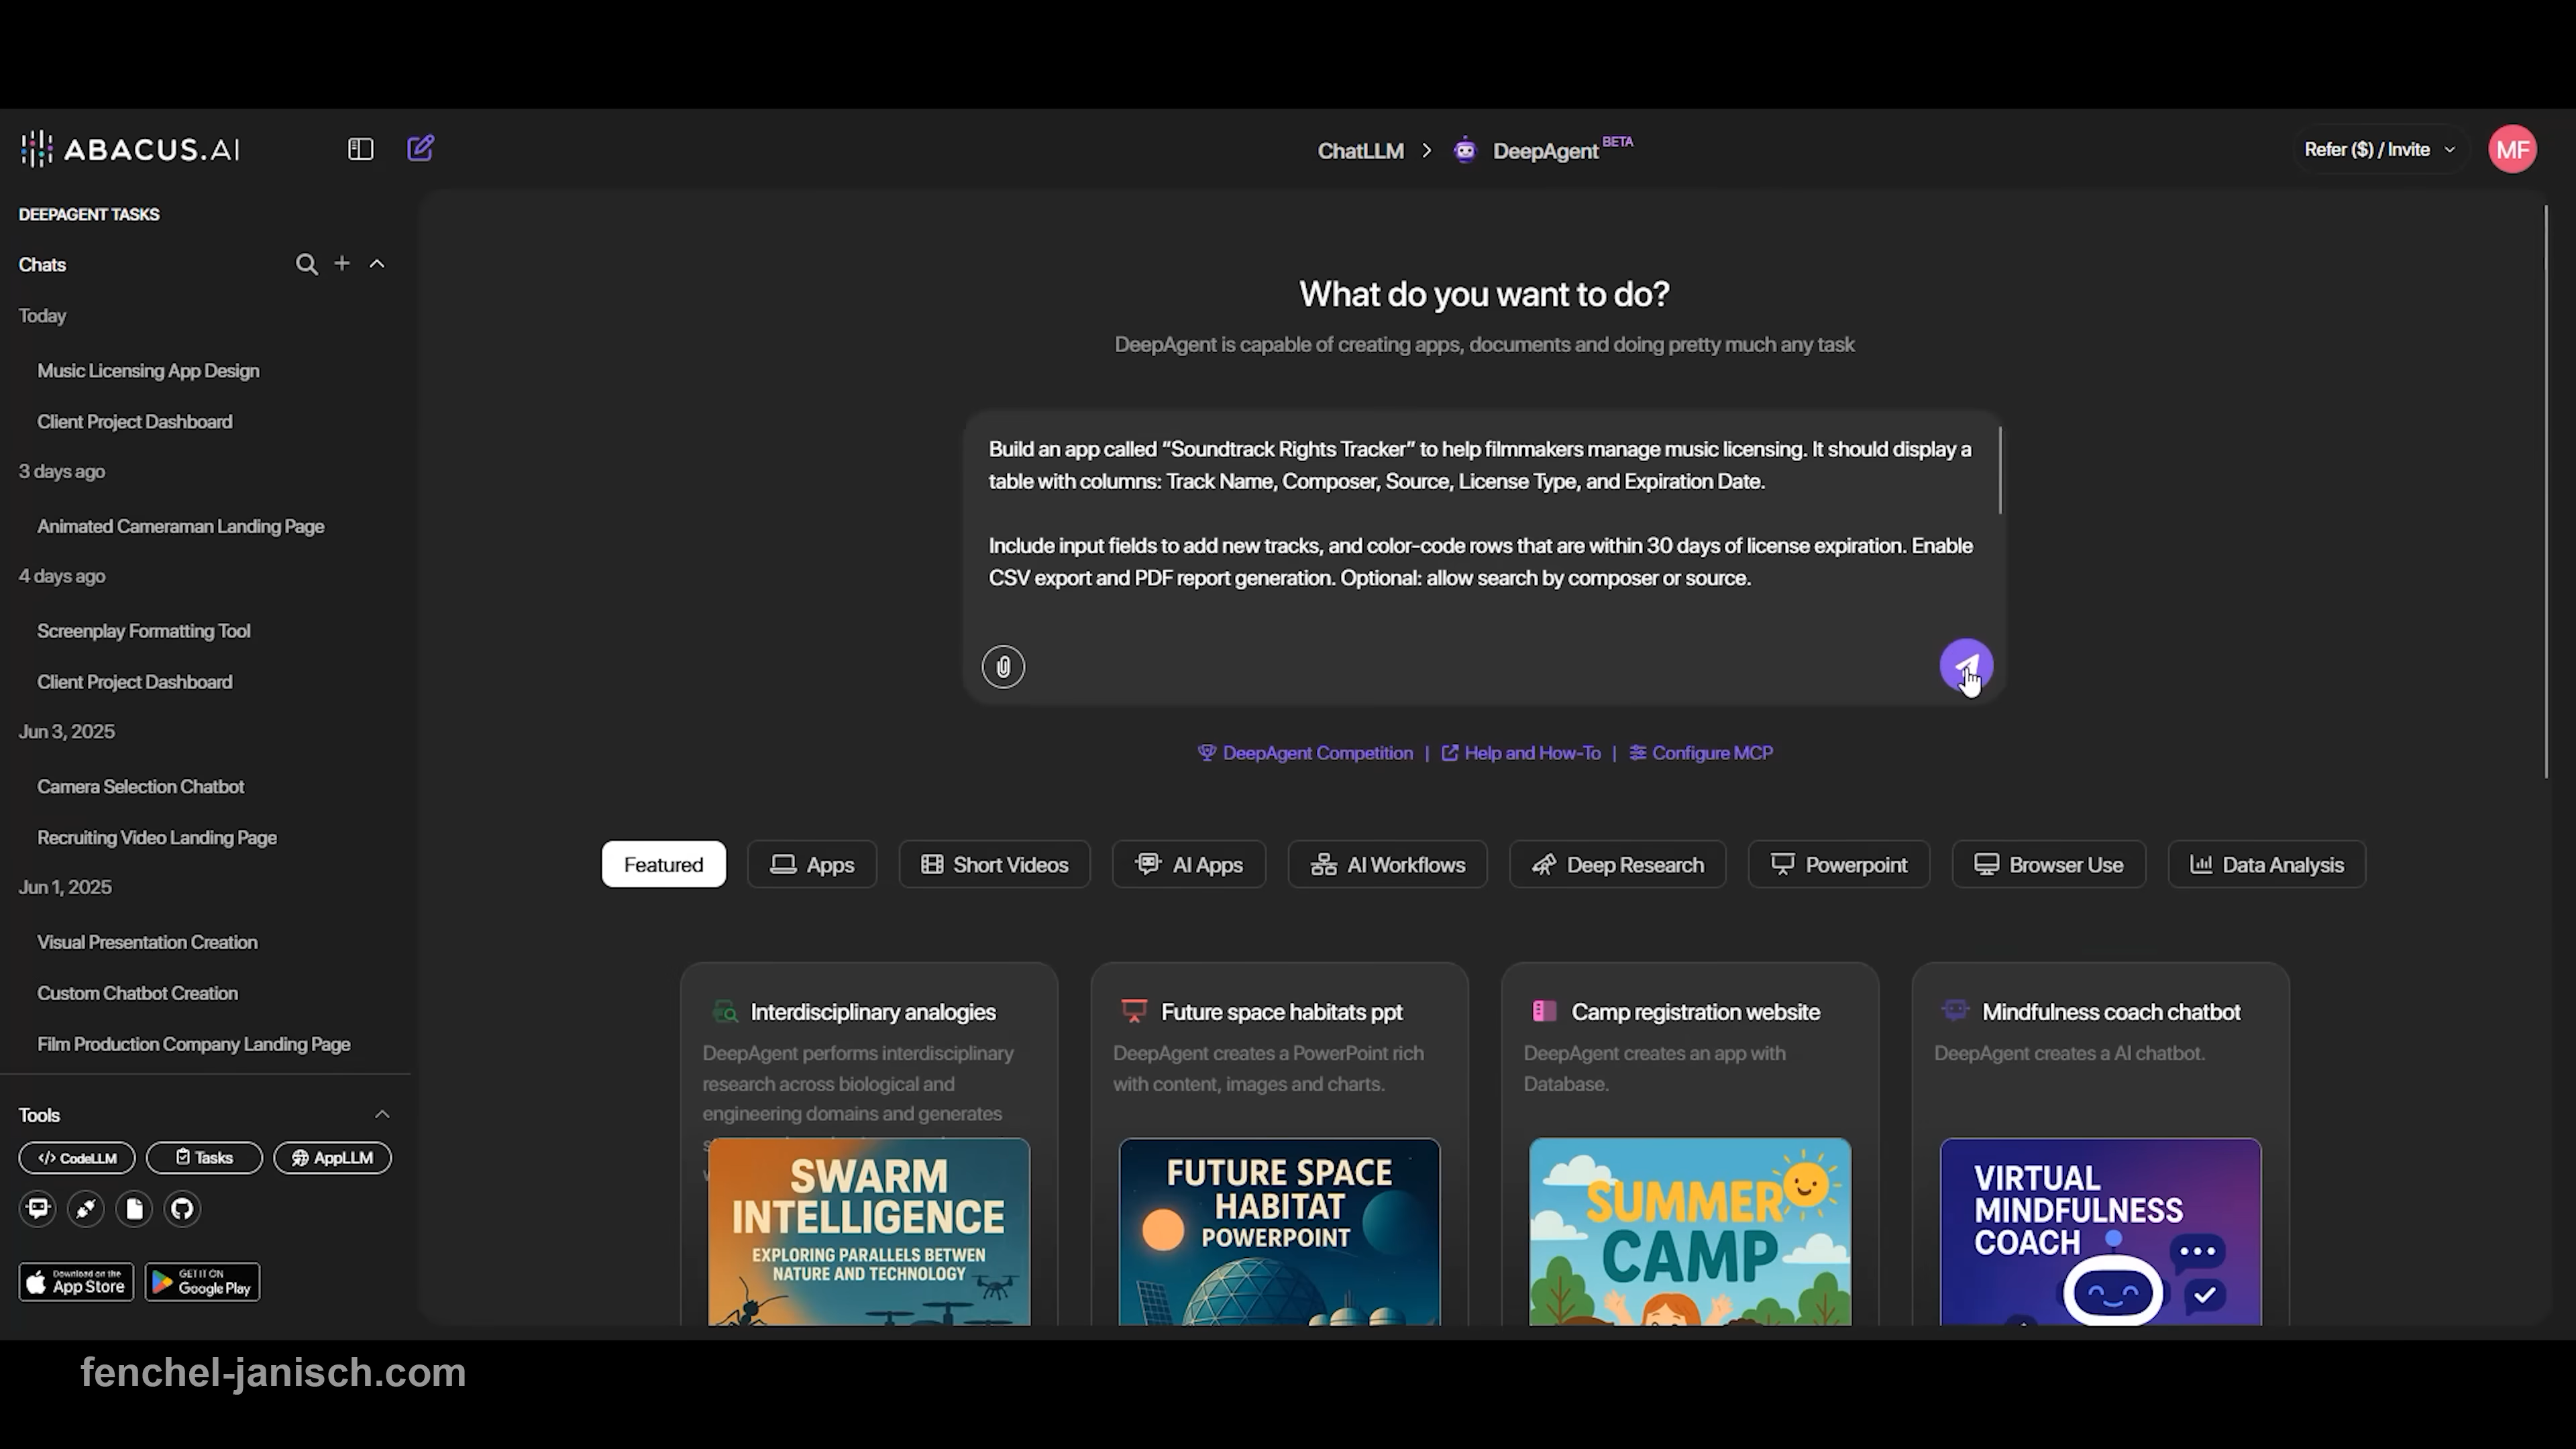 ABACUS.AI
ChatLLM > DeepAgent BETA
Refer ($) / Invite
MF
DEEPAGENT TASKS
Chats
Today
Music Licensing App Design
Client Project Dashboard
3 days ago
Animated Cameraman Landing Page
4 days ago
Screenplay Formatting Tool
Client Project Dashboard
Jun 3, 2025
Camera Selection Chatbot
Recruiting Video Landing Page
Jun 1, 2025
Visual Presentation Creation
Custom Chatbot Creation
Film Production Company Landing Page
Tools
</> CodeLLM
Tasks
AppLLM
Download on the
App Store
GET IT ON
Google Play
What do you want to do?
DeepAgent is capable of creating apps, documents and doing pretty much any task
Build an app called “Soundtrack Rights Tracker” to help filmmakers manage music licensing. It should display a
table with columns: Track Name, Composer, Source, License Type, and Expiration Date.
Include input fields to add new tracks, and color-code rows that are within 30 days of license expiration. Enable
CSV export and PDF report generation. Optional: allow search by composer or source.
DeepAgent Competition | Help and How-To | Configure MCP
Featured
Apps
Short Videos
AI Apps
AI Workflows
Deep Research
Powerpoint
Browser Use
Data Analysis
Interdisciplinary analogies
DeepAgent performs interdisciplinary
research across biological and
engineering domains and generates
SWARM
INTELLIGENCE
EXPLORING PARALLELS BETWEN
NATURE AND TECHNOLOGY
Future space habitats ppt
DeepAgent creates a PowerPoint rich
with content, images and charts.
FUTURE SPACE
HABITAT
POWERPOINT
Camp registration website
DeepAgent creates an app with
Database.
SUMMER
CAMP
Mindfulness coach chatbot
DeepAgent creates a AI chatbot.
VIRTUAL
MINDFULNESS
COACH
fenchel-janisch.com